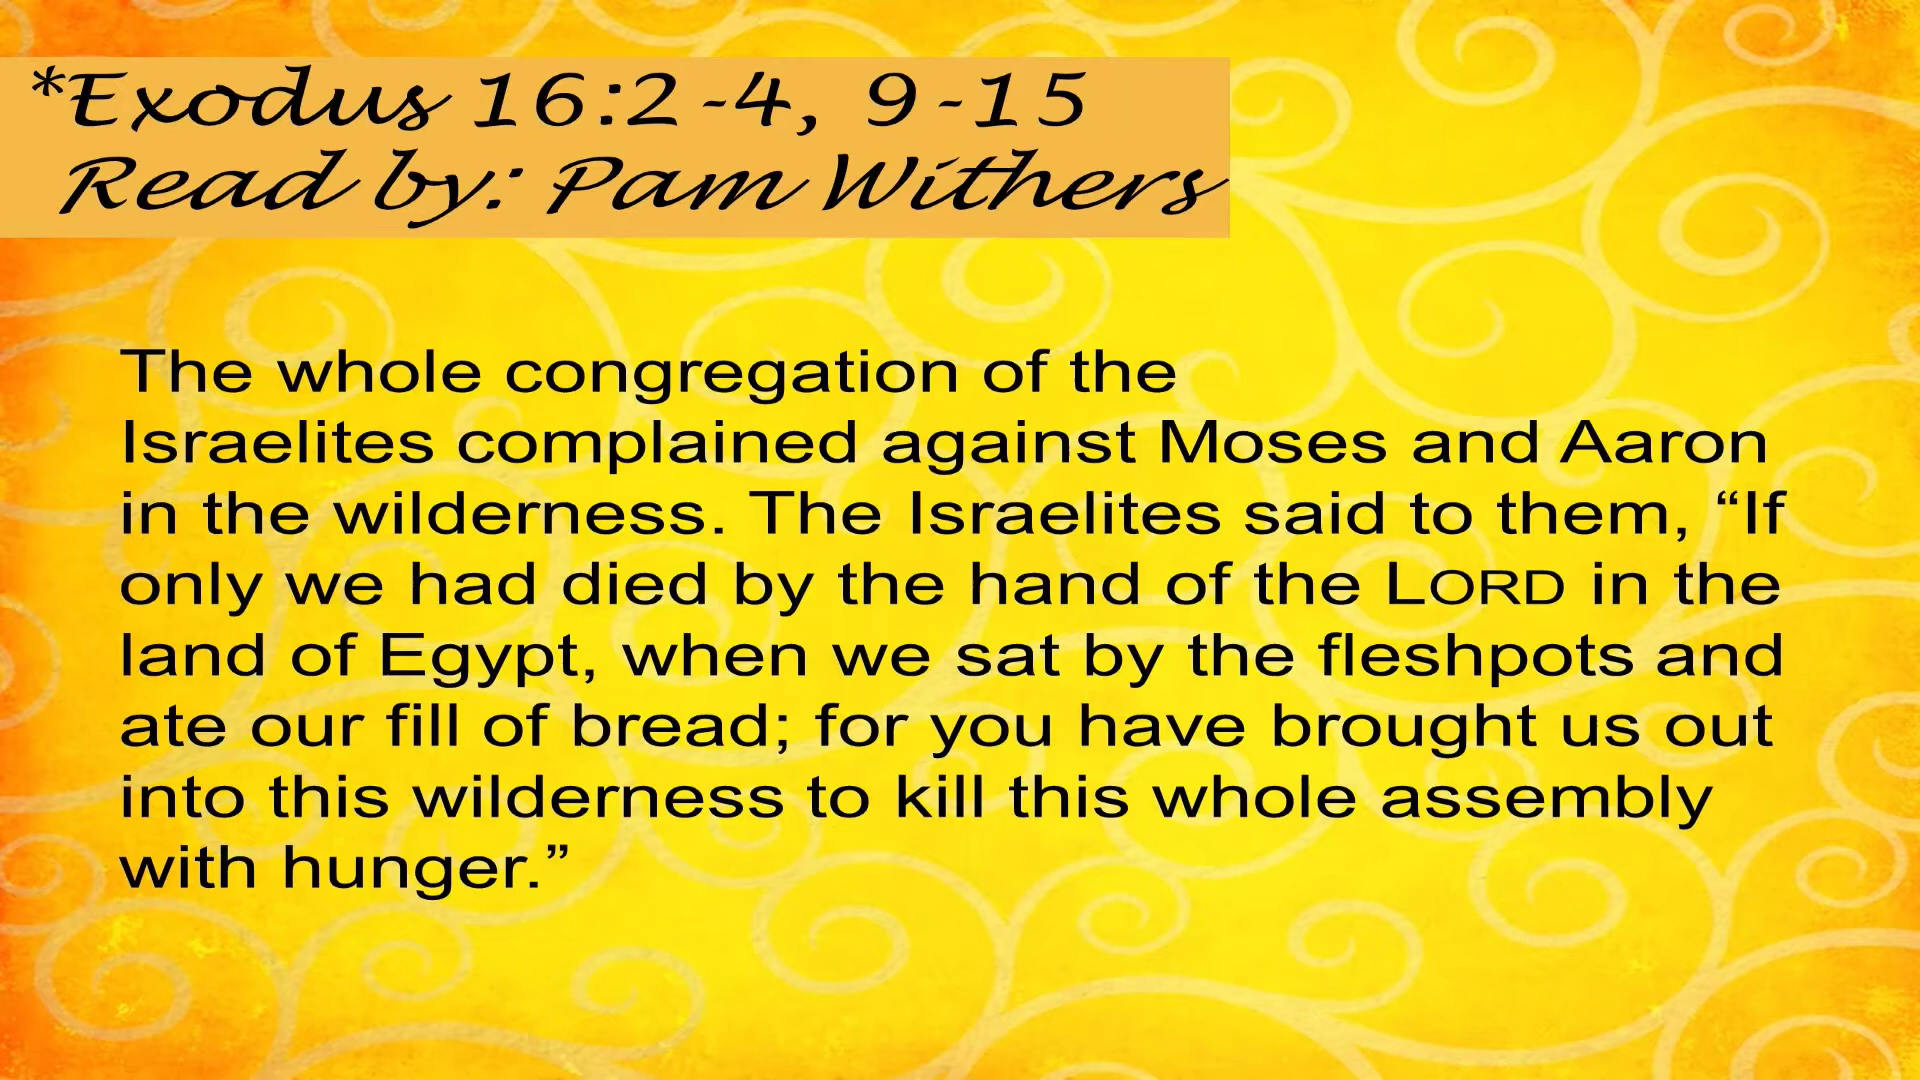 *Exodus 16:2-4, 9-15
Read by: Pam Withers
The whole congregation of the
Israelites complained against Moses and Aaron
in the wilderness. The Israelites said to them, “If
only we had died by the hand of the LORD in the
land of Egypt, when we sat by the fleshpots and
ate our fill of bread; for you have brought us out
into this wilderness to kill this whole assembly
with hunger.”